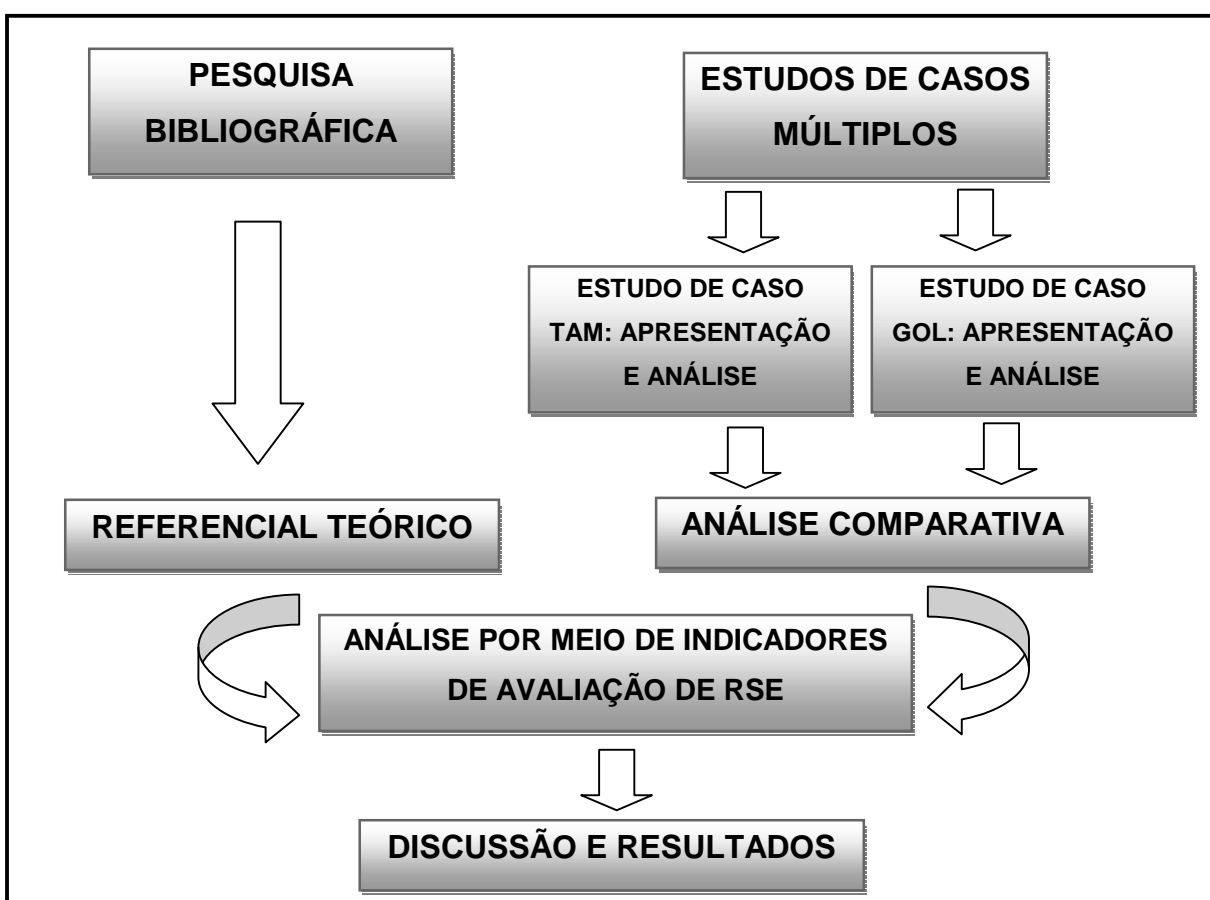 PESQUISA
BIBLIOGRÁFICA
ESTUDOS DE CASOS
MÚLTIPLOS
ESTUDO DE CASO
TAM: APRESENTAÇÃO
E ANÁLISE
ESTUDO DE CASO
GOL: APRESENTAÇÃO
E ANÁLISE
REFERENCIAL TEÓRICO
ANÁLISE COMPARATIVA
ANÁLISE POR MEIO DE INDICADORES
DE AVALIAÇÃO DE RSE
DISCUSSÃO E RESULTADOS